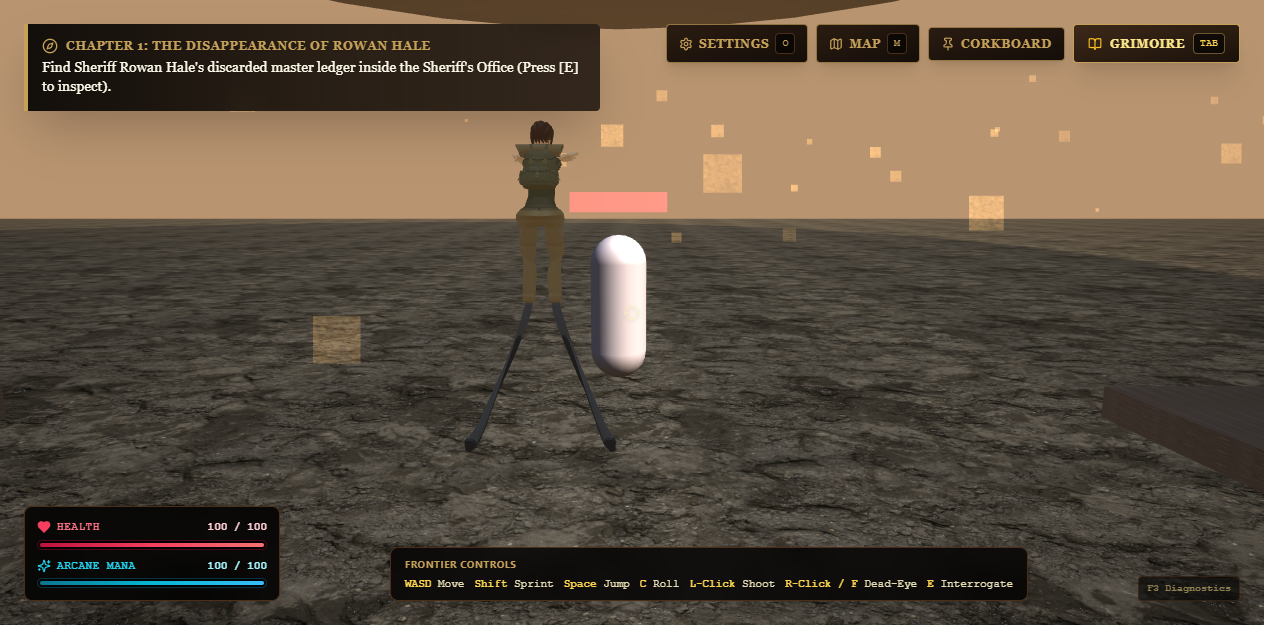 CHAPTER 1: THE DISAPPEARANCE OF ROWAN HALE
Find Sheriff Rowan Hale's discarded master ledger inside the Sheriff's Office (Press [E]
to inspect).
SETTINGS O
MAP M
CORKBOARD
GRIMOIRE TAB
HEALTH 100 / 100
ARCANE MANA 100 / 100
FRONTIER CONTROLS
WASD Move Shift Sprint Space Jump C Roll L-Click Shoot R-Click / F Dead-Eye E Interrogate
F3 Diagnostics